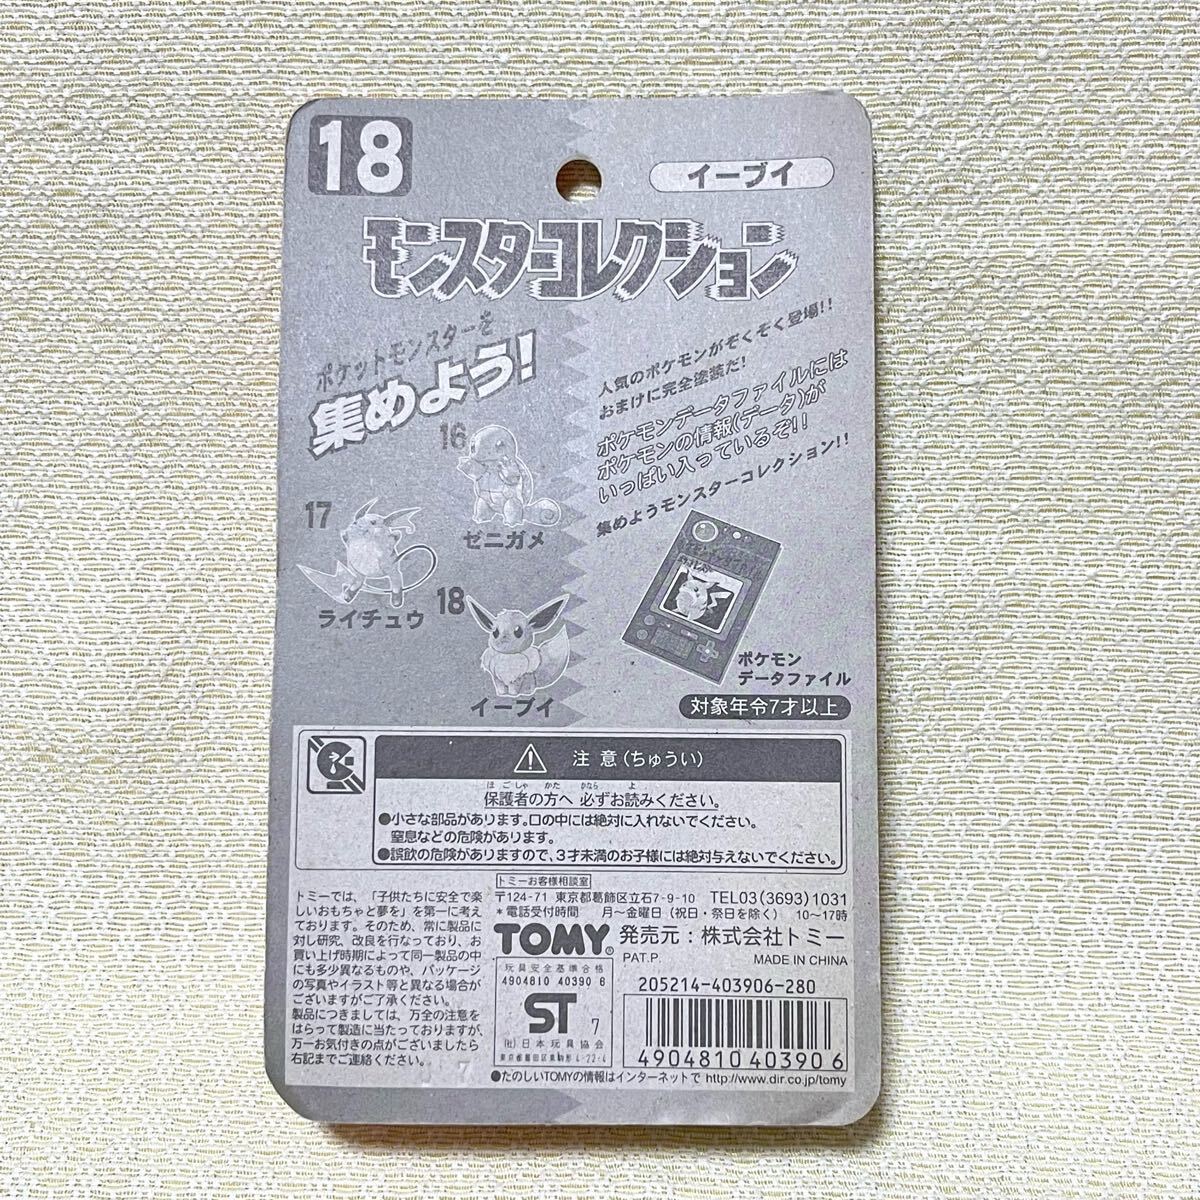 18
イーブイ
モンスターコレクション
ポケットモンスターを
集めよう!
人気のポケモンがぞくぞく登場!!
おまけに完全塗装だ!
ポケモンデータファイルには
ポケモンの情報(データ)が
いっぱい入っているぞ!!
集めようモンスターコレクション!!
16
ゼニガメ
17
ライチュウ
18
イーブイ
ポケモン
データファイル
対象年令7才以上
注意(ちゅうい)
ほごしゃ かた かなら よ
保護者の方へ 必ずお読みください。
●小さな部品があります。口の中には絶対に入れないでください。
窒息などの危険があります。
●誤飲の危険がありますので、3才未満のお子様には絶対与えないでください。
トミーでは、「子供たちに安全で楽
しいおもちゃと夢を」を第一に考え
ております。そのため、常に製品に
対し研究、改良を行なっており、お
買い上げ時期によって同一製品の中
にも多少異なるものや、パッケージ
の写真やイラスト等と異なる場合が
ございますがご了承ください。
製品につきましては、万全の注意を
はらって製造に当たっておりますが、
万一お気付きの点がございましたら
右記までご連絡ください。
トミーお客様相談室
〒124-71 東京都葛飾区立石7-9-10 TEL03(3693)1031
*電話受付時間 月〜金曜日(祝日・祭日を除く) 10〜17時
TOMY® 発売元:株式会社トミー
PAT.P. MADE IN CHINA
玩具安全基準合格
4904810 40390 6
ST 7
(社)日本玩具協会
東京都墨田区東駒形4-22-4
205214-403906-280
4904810403906
●たのしいTOMYの情報はインターネットで http://www.dir.co.jp/tomy